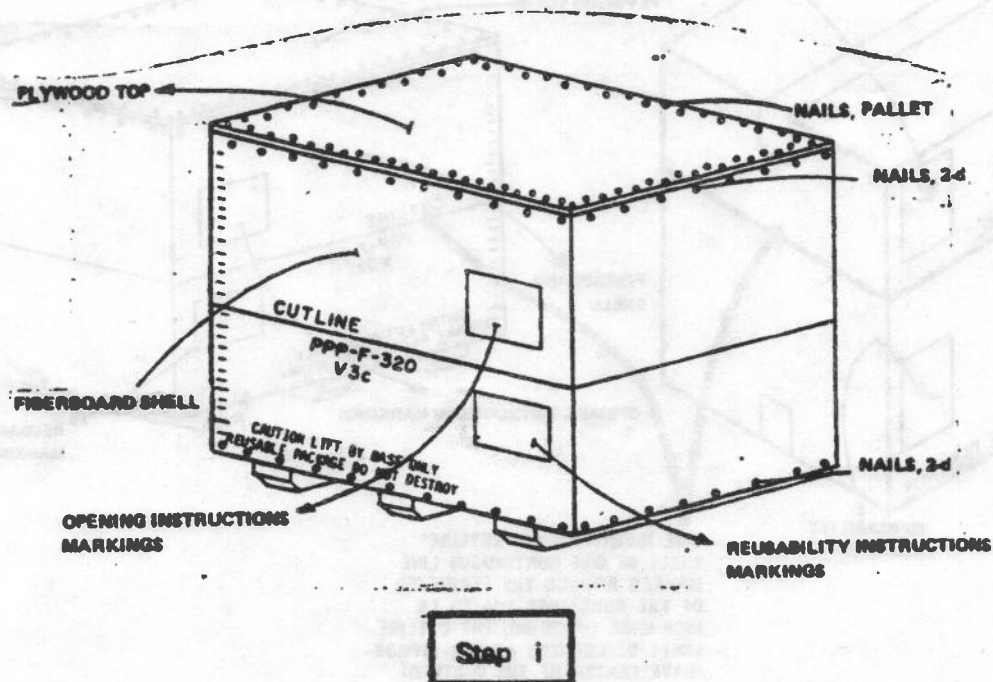 PLYWOOD TOP
NAILS, PALLET
NAILS, 2-d
CUTLINE
PPP-F-320
V3c
FIBERBOARD SHELL
CAUTION LIFT BY BASE ONLY
REUSABLE PACKAGE DO NOT DESTROY
NAILS, 2-d
OPENING INSTRUCTIONS
MARKINGS
REUSABILITY INSTRUCTIONS
MARKINGS
Step i